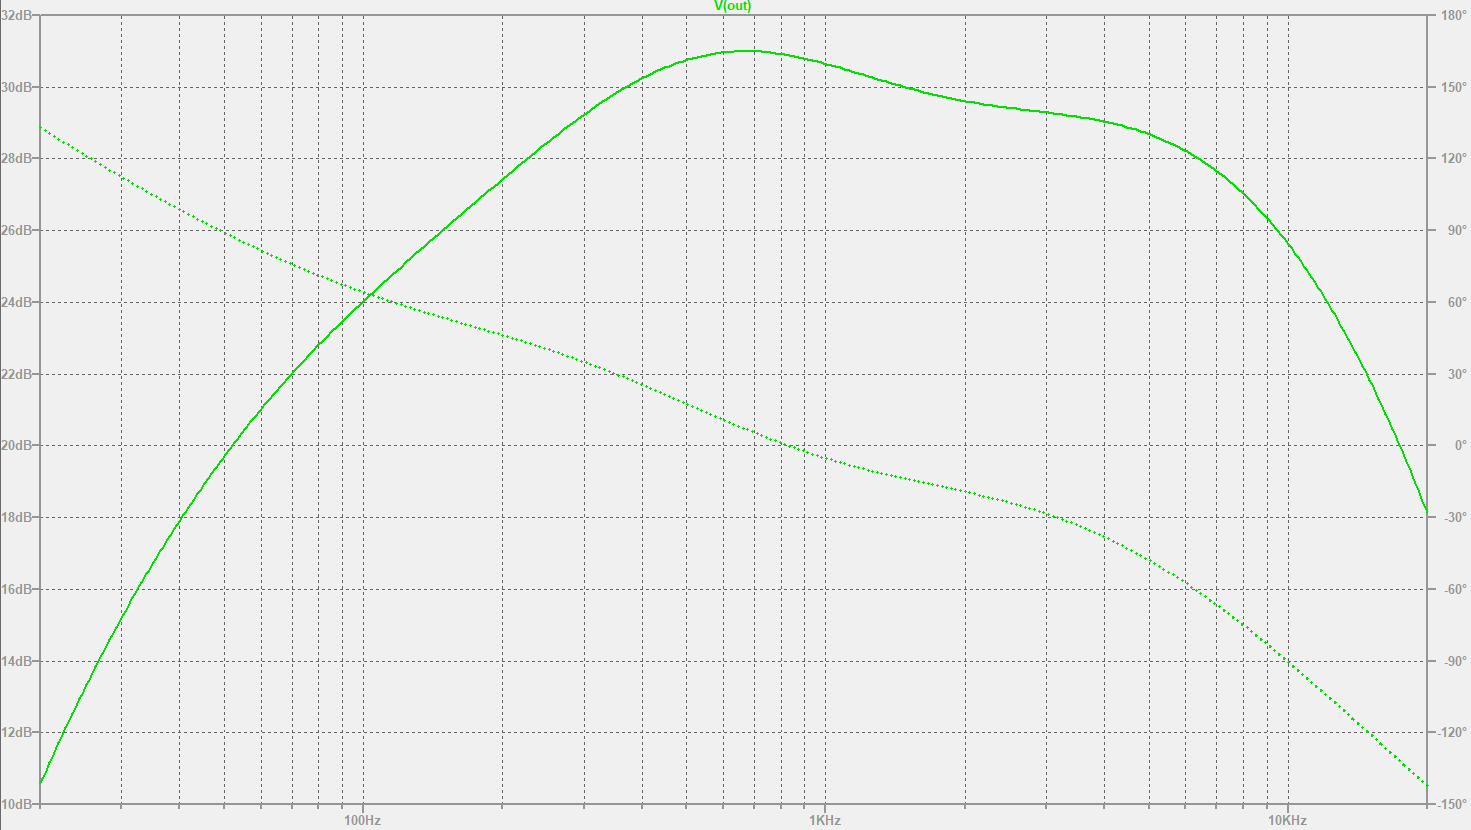 V(out)
32dB 180°
30dB 150°
28dB 120°
26dB 90°
24dB 60°
22dB 30°
20dB 0°
18dB -30°
16dB -60°
14dB -90°
12dB -120°
10dB -150°
100Hz 1KHz 10KHz